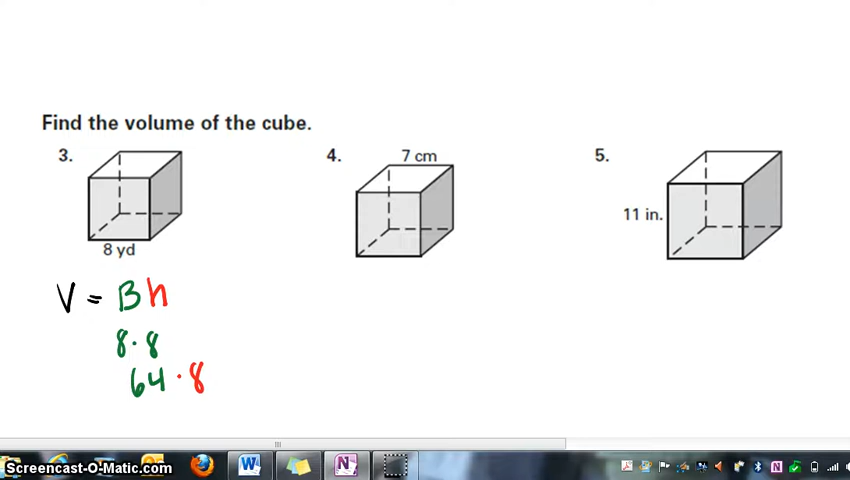 Find the volume of the cube.
3.
4.
5.
7 cm
11 in.
8 yd
V = Bh
8 · 8
64 · 8
Screencast-O-Matic.com